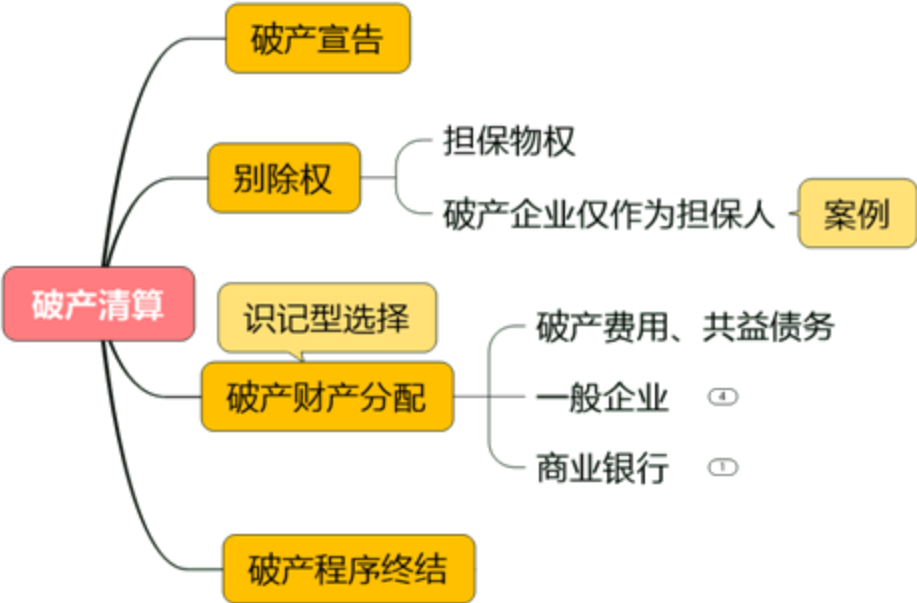 破产宣告
别除权
担保物权
破产企业仅作为担保人
案例
破产清算
识记型选择
破产财产分配
破产费用、共益债务
一般企业
4
商业银行
1
破产程序终结